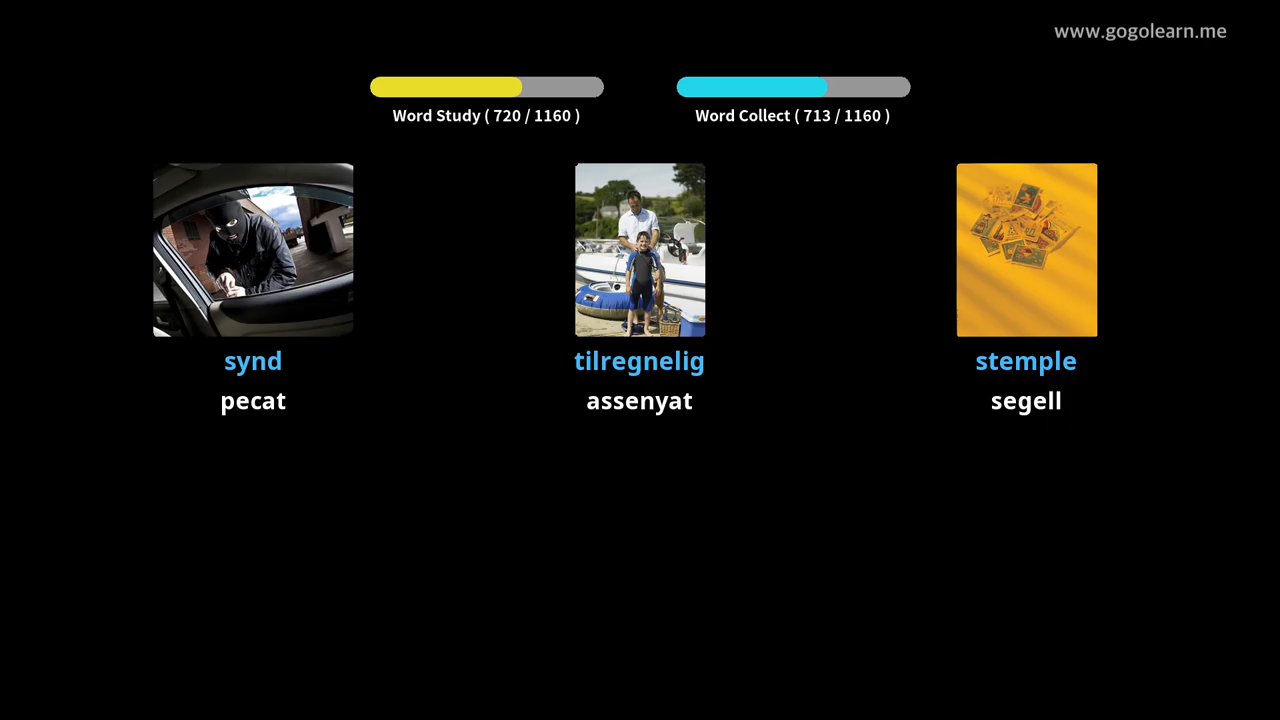 www.gogolearn.me
Word Study ( 720 / 1160 )
Word Collect ( 713 / 1160 )
synd
tilregnelig
stemple
pecat
assenyat
segell